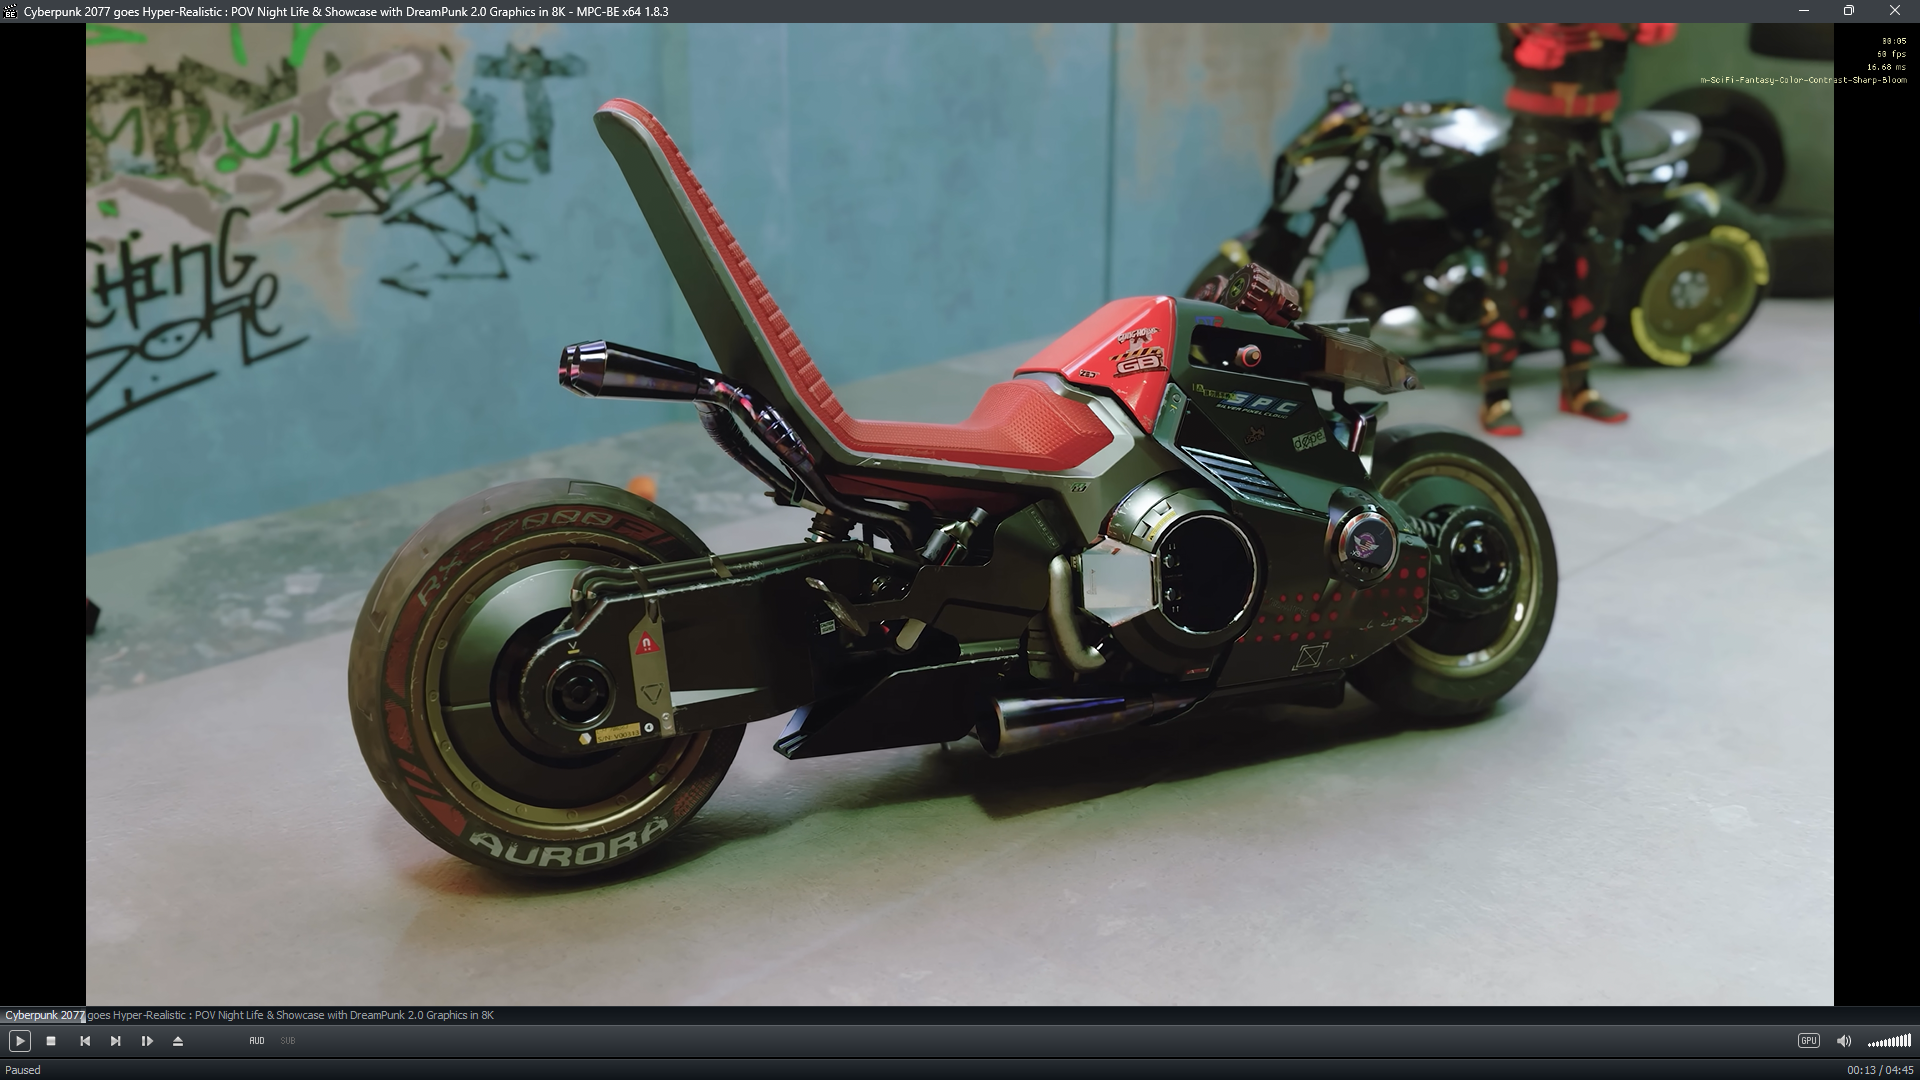 Cyberpunk 2077 goes Hyper-Realistic : POV Night Life & Showcase with DreamPunk 2.0 Graphics in 8K - MPC-BE x64 1.8.3
00:05
60 fps
16.68 ms
m-SciFi-Fantasy-Color-Contrast-Sharp-Bloom
GB
SPC
SILVER PIXEL CLOUD
dope
AURORA
Cyberpunk 2077 goes Hyper-Realistic : POV Night Life & Showcase with DreamPunk 2.0 Graphics in 8K
AUD
SUB
GPU
Paused
00:13 / 04:45